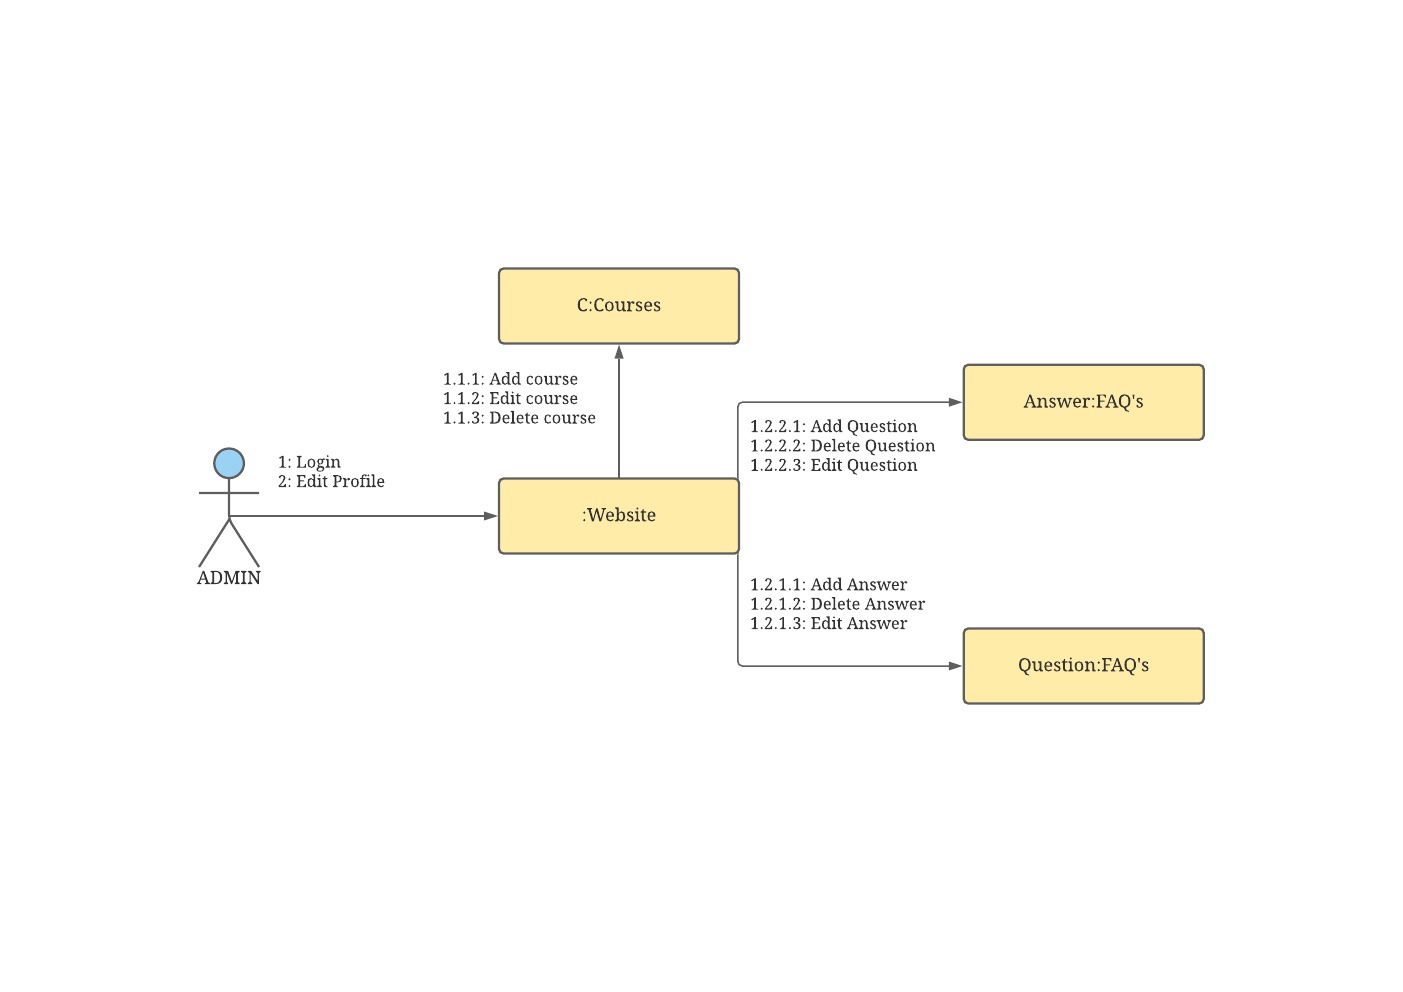 C:Courses
1.1.1: Add course
1.1.2: Edit course
1.1.3: Delete course
Answer:FAQ's
1.2.2.1: Add Question
1.2.2.2: Delete Question
1.2.2.3: Edit Question
1: Login
2: Edit Profile
:Website
ADMIN
1.2.1.1: Add Answer
1.2.1.2: Delete Answer
1.2.1.3: Edit Answer
Question:FAQ's